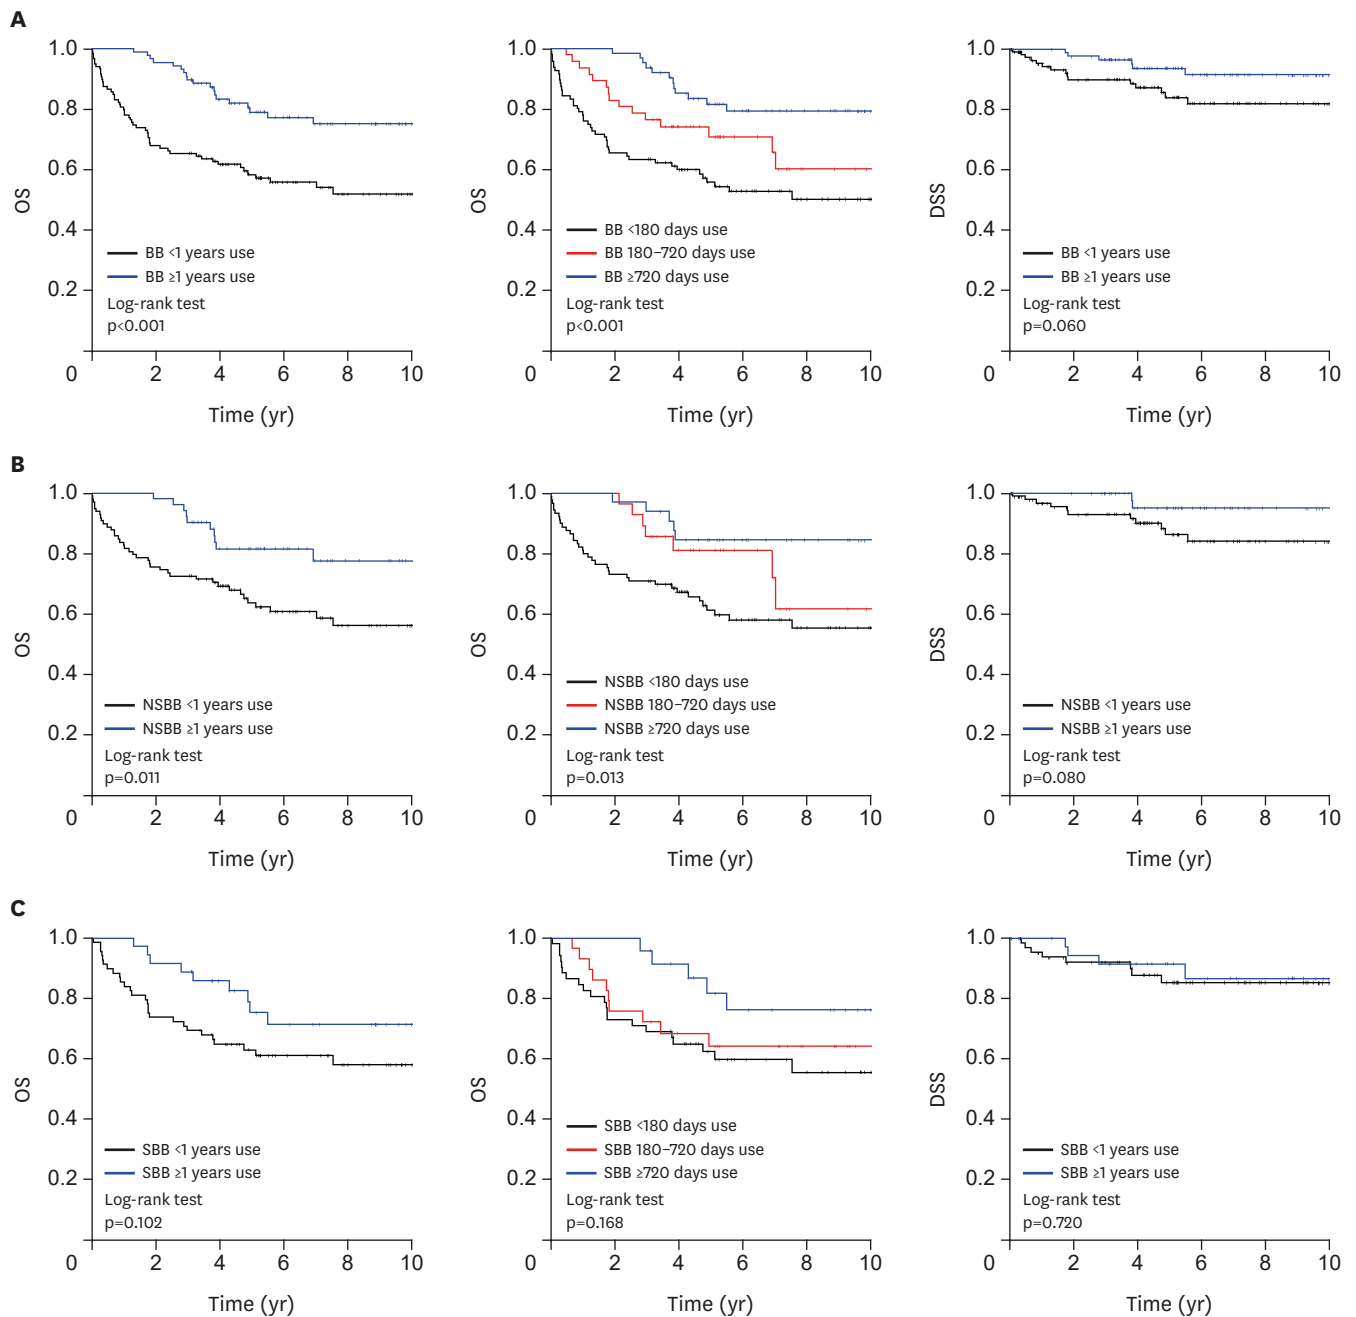 A
1.0
0.8
0.6
0.4
0.2
0
2
4
6
8
10
OS
Time (yr)
BB <1 years use
BB ≥1 years use
Log-rank test
p<0.001
1.0
0.8
0.6
0.4
0.2
0
2
4
6
8
10
OS
Time (yr)
BB <180 days use
BB 180–720 days use
BB ≥720 days use
Log-rank test
p<0.001
1.0
0.8
0.6
0.4
0.2
0
2
4
6
8
10
DSS
Time (yr)
BB <1 years use
BB ≥1 years use
Log-rank test
p=0.060
B
1.0
0.8
0.6
0.4
0.2
0
2
4
6
8
10
OS
Time (yr)
NSBB <1 years use
NSBB ≥1 years use
Log-rank test
p=0.011
1.0
0.8
0.6
0.4
0.2
0
2
4
6
8
10
OS
Time (yr)
NSBB <180 days use
NSBB 180–720 days use
NSBB ≥720 days use
Log-rank test
p=0.013
1.0
0.8
0.6
0.4
0.2
0
2
4
6
8
10
DSS
Time (yr)
NSBB <1 years use
NSBB ≥1 years use
Log-rank test
p=0.080
C
1.0
0.8
0.6
0.4
0.2
0
2
4
6
8
10
OS
Time (yr)
SBB <1 years use
SBB ≥1 years use
Log-rank test
p=0.102
1.0
0.8
0.6
0.4
0.2
0
2
4
6
8
10
OS
Time (yr)
SBB <180 days use
SBB 180–720 days use
SBB ≥720 days use
Log-rank test
p=0.168
1.0
0.8
0.6
0.4
0.2
0
2
4
6
8
10
DSS
Time (yr)
SBB <1 years use
SBB ≥1 years use
Log-rank test
p=0.720